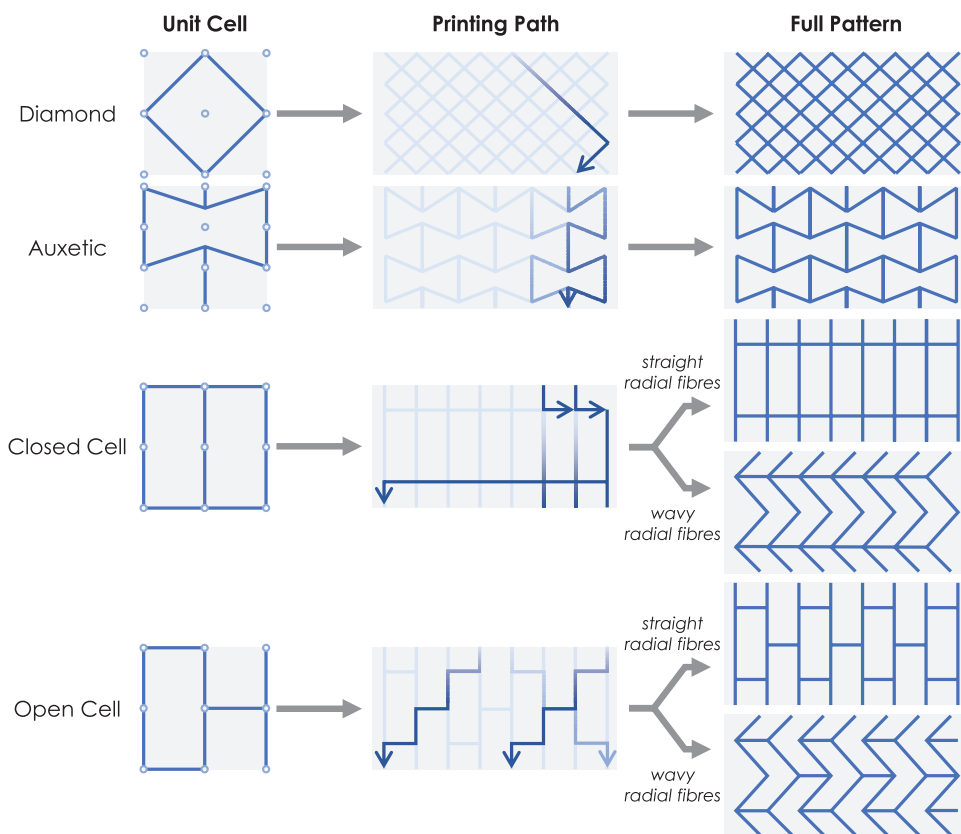 Unit Cell
Printing Path
Full Pattern
Diamond
Auxetic
Closed Cell
straight
radial fibres
wavy
radial fibres
Open Cell
straight
radial fibres
wavy
radial fibres